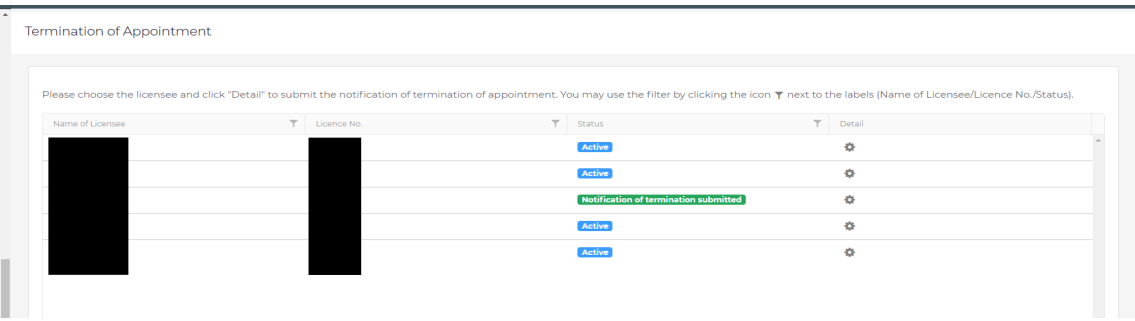 Termination of Appointment
Please choose the licensee and click "Detail" to submit the notification of termination of appointment. You may use the filter by clicking the icon next to the labels (Name of Licensee/Licence No./Status).
Name of Licensee Licence No. Status Detail
Active
Active
Notification of termination submitted
Active
Active